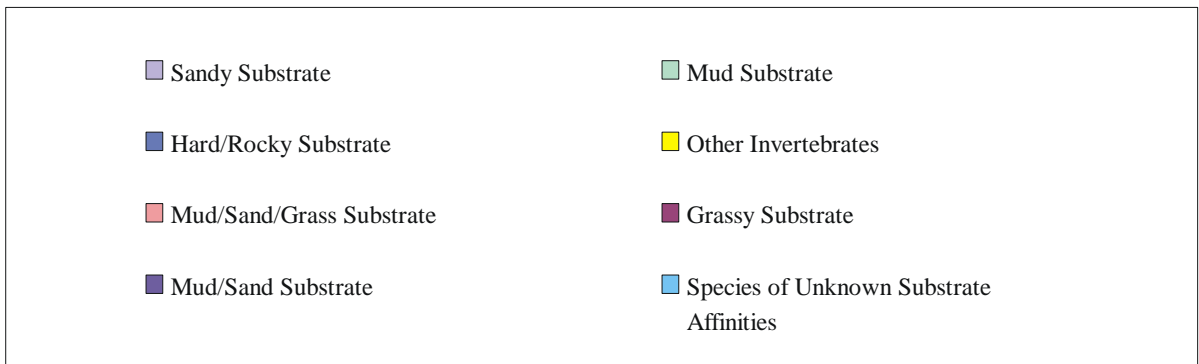 Sandy Substrate
Mud Substrate
Hard/Rocky Substrate
Other Invertebrates
Mud/Sand/Grass Substrate
Grassy Substrate
Mud/Sand Substrate
Species of Unknown Substrate
Affinities